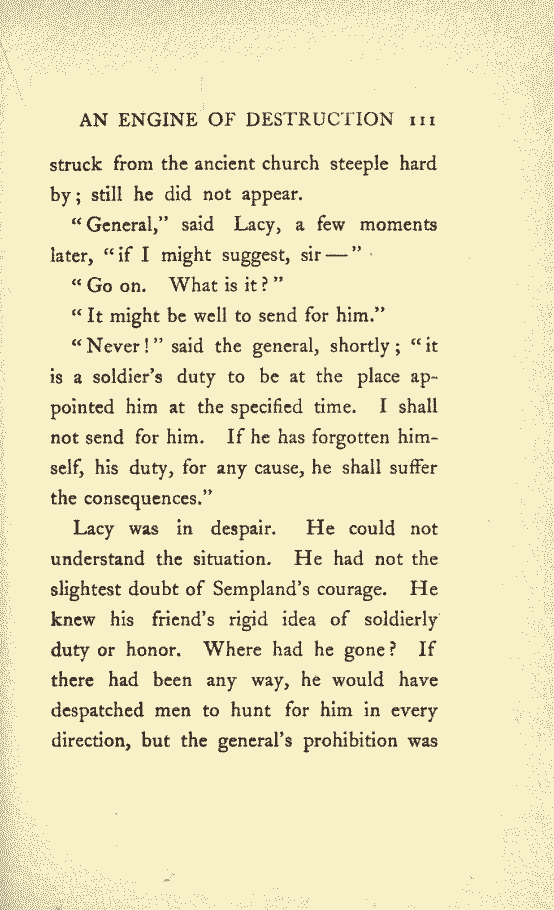 AN ENGINE OF DESTRUCTION 111
struck from the ancient church steeple hard
by; still he did not appear.
“General,” said Lacy, a few moments
later, “if I might suggest, sir—”
“Go on. What is it?”
“It might be well to send for him.”
“Never!” said the general, shortly; “it
is a soldier’s duty to be at the place ap-
pointed him at the specified time. I shall
not send for him. If he has forgotten him-
self, his duty, for any cause, he shall suffer
the consequences.”
Lacy was in despair. He could not
understand the situation. He had not the
slightest doubt of Sempland’s courage. He
knew his friend’s rigid idea of soldierly
duty or honor. Where had he gone? If
there had been any way, he would have
despatched men to hunt for him in every
direction, but the general’s prohibition was